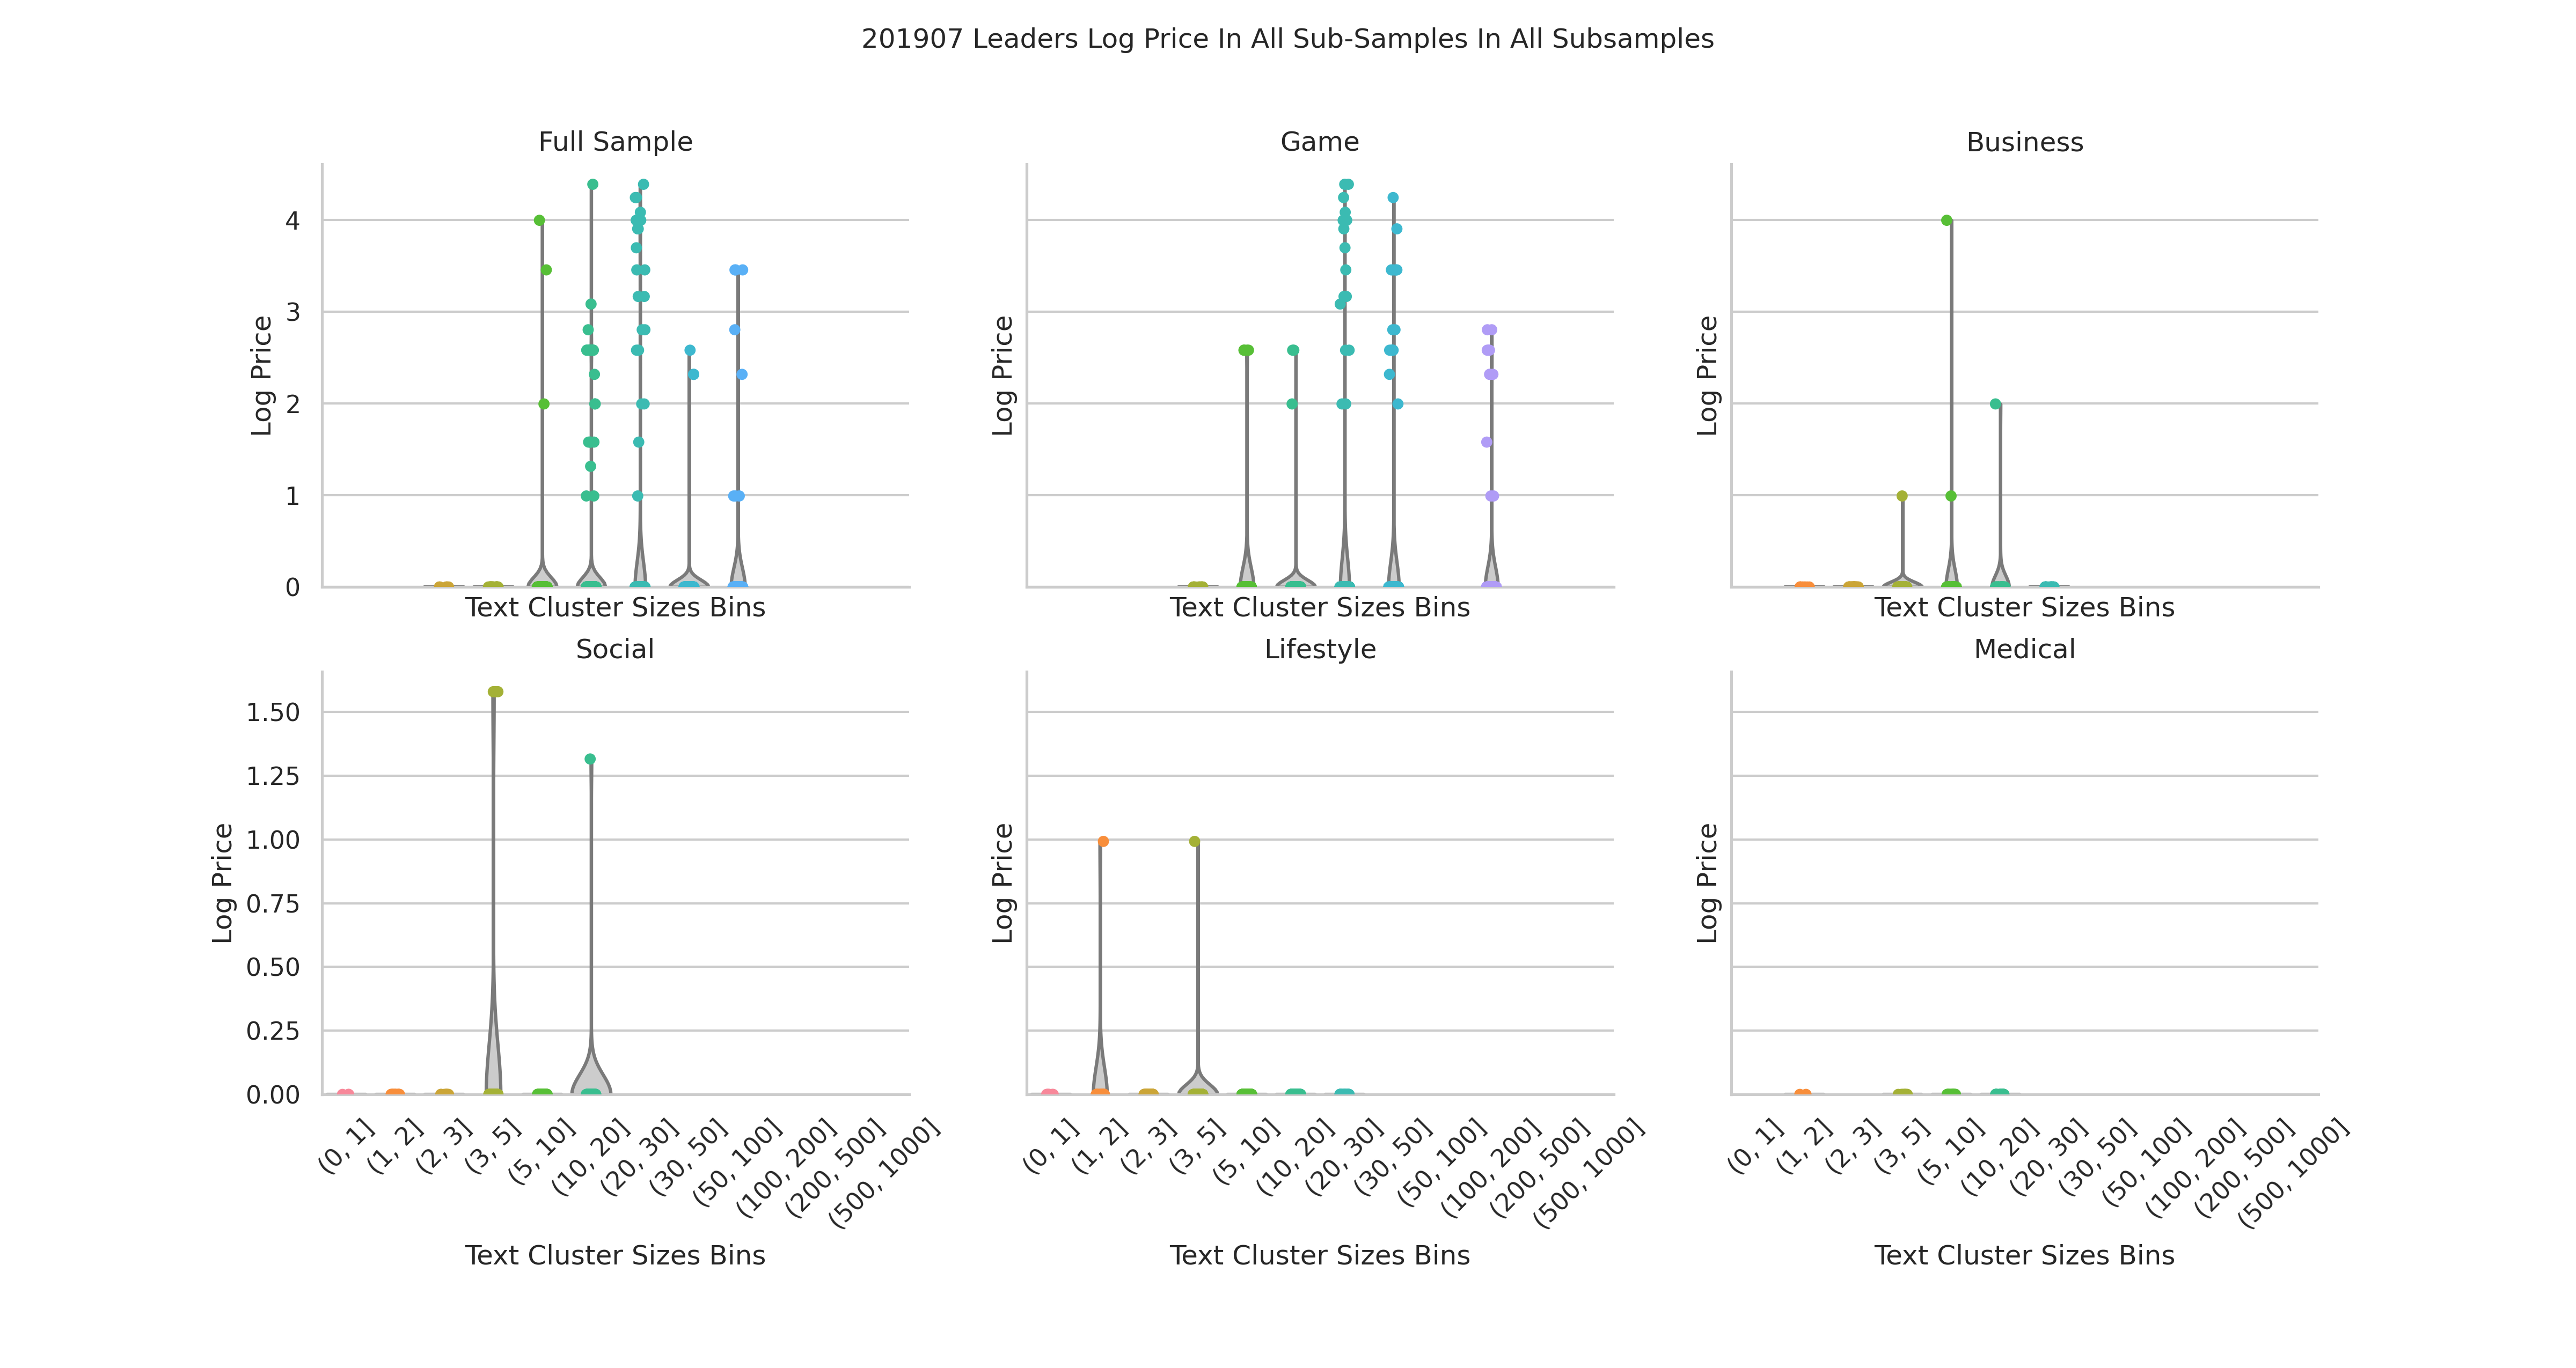 201907 Leaders Log Price In All Sub-Samples In All Subsamples
Full Sample
Game
Business
Log Price
4
3
2
1
0
Log Price
Log Price
Text Cluster Sizes Bins
Text Cluster Sizes Bins
Text Cluster Sizes Bins
Social
Lifestyle
Medical
Log Price
1.50
1.25
1.00
0.75
0.50
0.25
0.00
Log Price
Log Price
(0, 1]
(1, 2]
(2, 3]
(3, 5]
(5, 10]
(10, 20]
(20, 30]
(30, 50]
(50, 100]
(100, 200]
(200, 500]
(500, 1000]
(0, 1]
(1, 2]
(2, 3]
(3, 5]
(5, 10]
(10, 20]
(20, 30]
(30, 50]
(50, 100]
(100, 200]
(200, 500]
(500, 1000]
(0, 1]
(1, 2]
(2, 3]
(3, 5]
(5, 10]
(10, 20]
(20, 30]
(30, 50]
(50, 100]
(100, 200]
(200, 500]
(500, 1000]
Text Cluster Sizes Bins
Text Cluster Sizes Bins
Text Cluster Sizes Bins